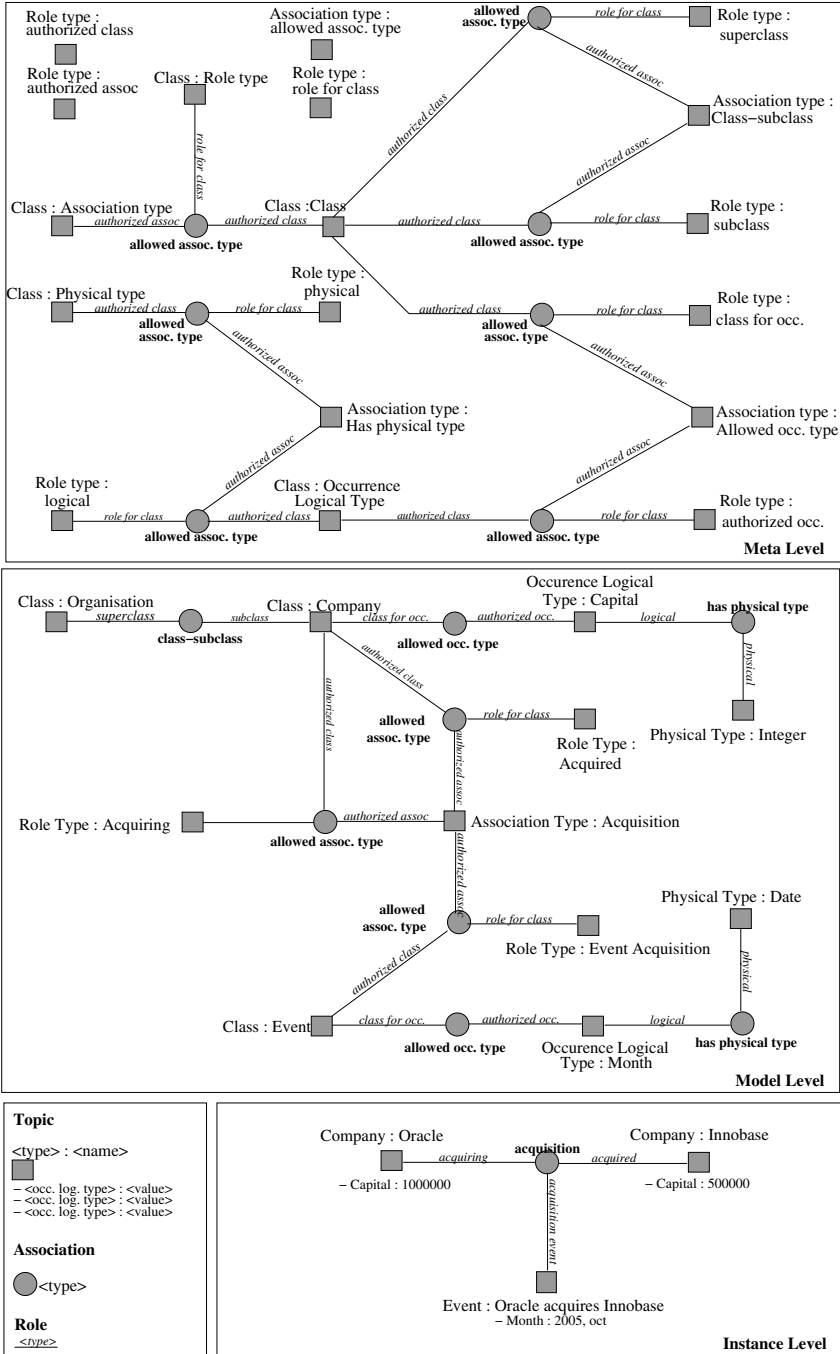 Role type :
authorized class
Association type :
allowed assoc. type
allowed
assoc. type
role for class
Role type :
superclass
Role type :
authorized assoc
Class : Role type
Role type :
role for class
authorized class
authorized assoc
Association type :
Class−subclass
role for class
authorized assoc
Class : Association type
authorized assoc
allowed assoc. type
authorized class
Class :Class
authorized class
allowed assoc. type
role for class
Role type :
subclass
Class : Physical type
authorized class
allowed
assoc. type
role for class
Role type :
physical
authorized class
allowed
assoc. type
role for class
Role type :
class for occ.
authorized assoc
authorized assoc
Association type :
Has physical type
Association type :
Allowed occ. type
authorized assoc
authorized assoc
Role type :
logical
role for class
allowed assoc. type
authorized class
Class : Occurrence
Logical Type
authorized class
allowed assoc. type
role for class
Role type :
authorized occ.
Meta Level
Class : Organisation
superclass
class−subclass
subclass
Class : Company
class for occ.
allowed occ. type
authorized occ.
Occurence Logical
Type : Capital
logical
has physical type
authorized class
authorized class
physical
allowed
assoc. type
role for class
Role Type :
Acquired
Physical Type : Integer
authorized assoc
Role Type : Acquiring
allowed assoc. type
authorized assoc
Association Type : Acquisition
authorized assoc
allowed
assoc. type
role for class
Role Type : Event Acquisition
Physical Type : Date
authorized class
physical
Class : Event
class for occ.
allowed occ. type
authorized occ.
Occurence Logical
Type : Month
logical
has physical type
Model Level
Topic
<type> : <name>
− <occ. log. type> : <value>
− <occ. log. type> : <value>
− <occ. log. type> : <value>
Association
<type>
Role
<type>
Company : Oracle
− Capital : 1000000
acquiring
acquisition
acquired
Company : Innobase
− Capital : 500000
acquisition event
Event : Oracle acquires Innobase
− Month : 2005, oct
Instance Level